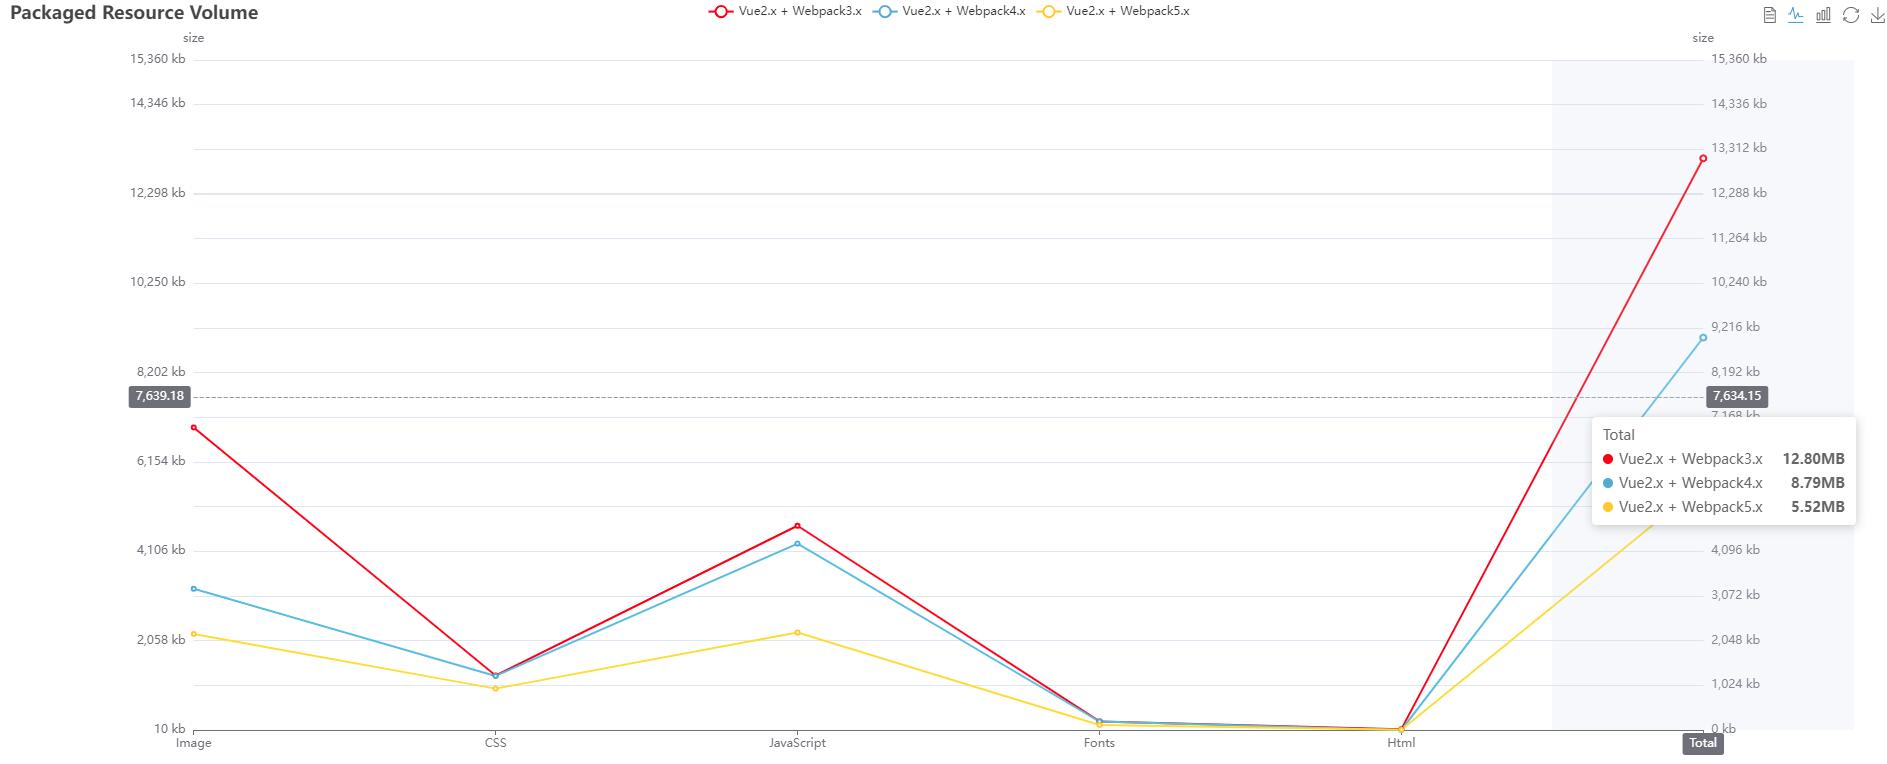 Packaged Resource Volume
Vue2.x + Webpack3.x
Vue2.x + Webpack4.x
Vue2.x + Webpack5.x
size
size
15,360 kb
15,360 kb
14,346 kb
14,336 kb
13,312 kb
12,298 kb
12,288 kb
11,264 kb
10,250 kb
10,240 kb
9,216 kb
8,202 kb
8,192 kb
7,639.18
7,634.15
7,168 kb
Total
Vue2.x + Webpack3.x 12.80MB
Vue2.x + Webpack4.x 8.79MB
Vue2.x + Webpack5.x 5.52MB
6,154 kb
4,106 kb
4,096 kb
3,072 kb
2,058 kb
2,048 kb
1,024 kb
10 kb
0 kb
Image
CSS
JavaScript
Fonts
Html
Total